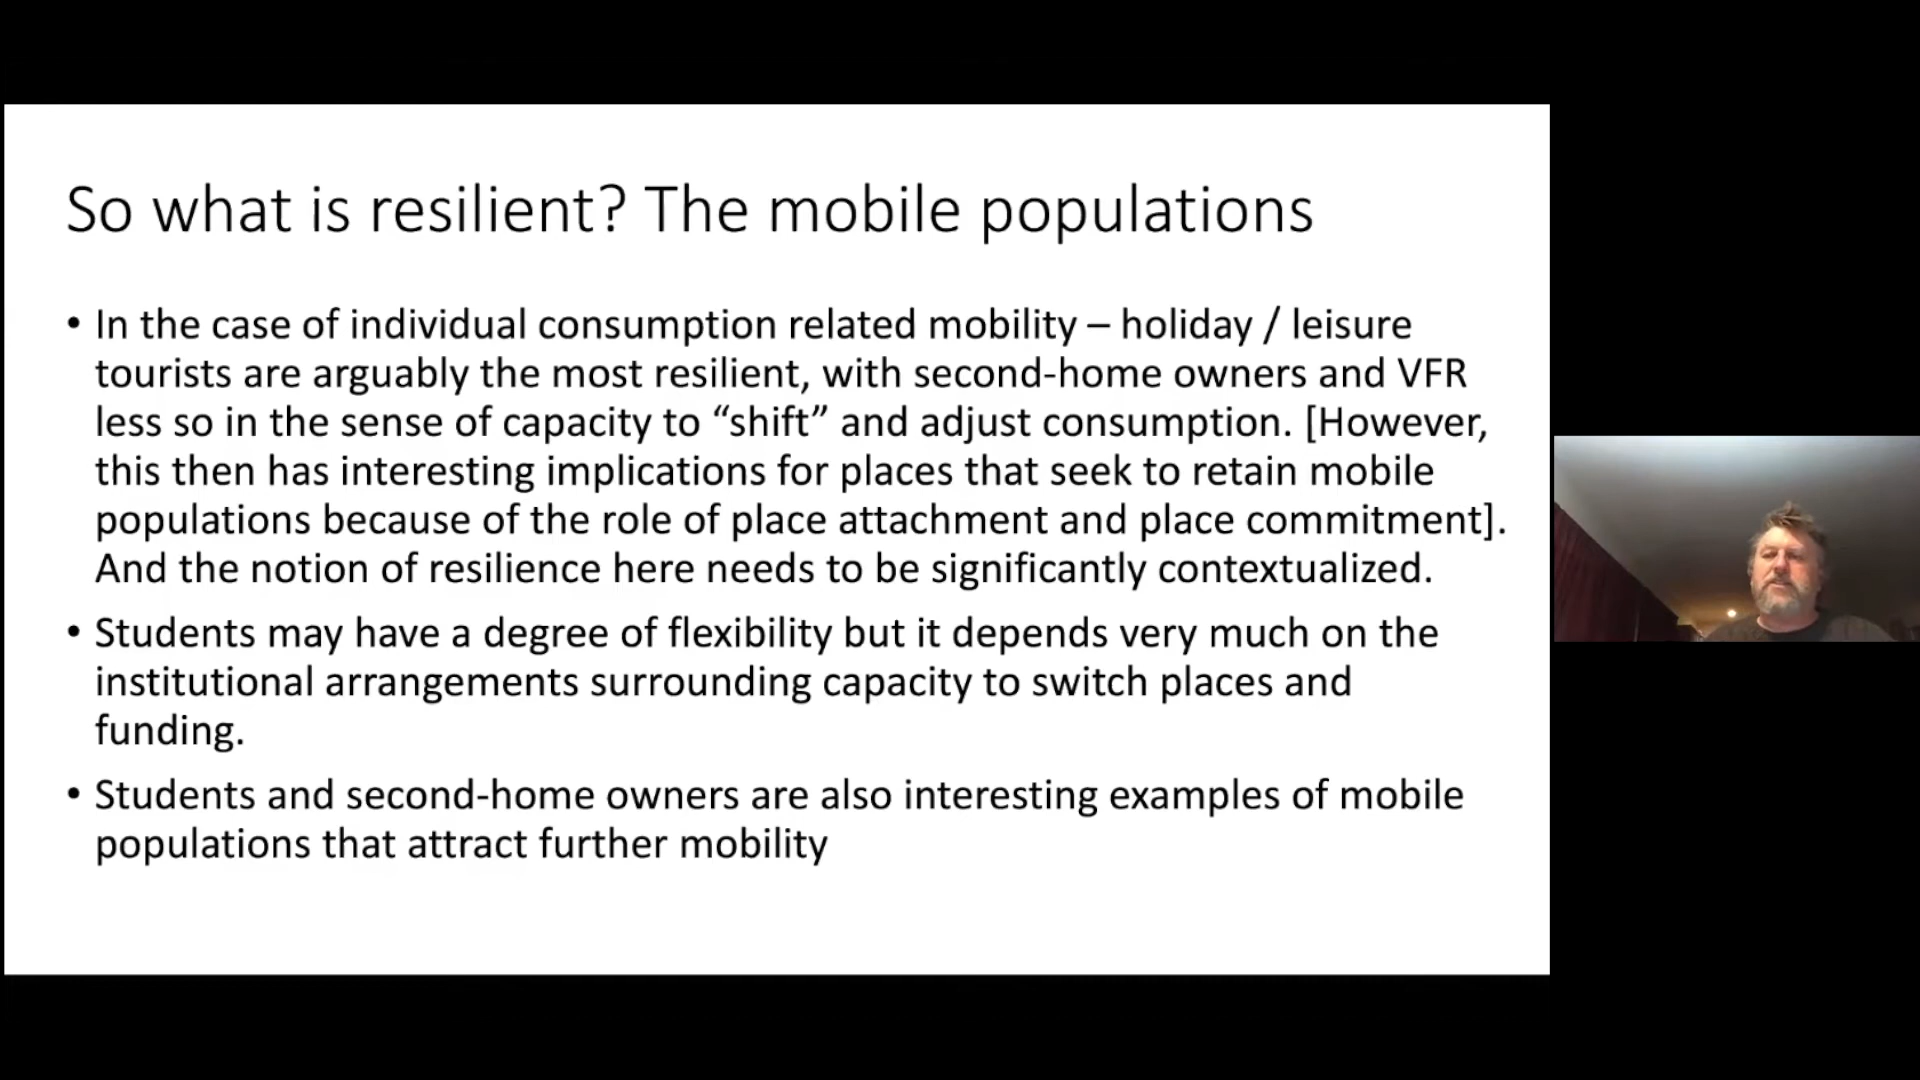 So what is resilient? The mobile populations
• In the case of individual consumption related mobility – holiday / leisure
tourists are arguably the most resilient, with second-home owners and VFR
less so in the sense of capacity to “shift” and adjust consumption. [However,
this then has interesting implications for places that seek to retain mobile
populations because of the role of place attachment and place commitment].
And the notion of resilience here needs to be significantly contextualized.
• Students may have a degree of flexibility but it depends very much on the
institutional arrangements surrounding capacity to switch places and
funding.
• Students and second-home owners are also interesting examples of mobile
populations that attract further mobility